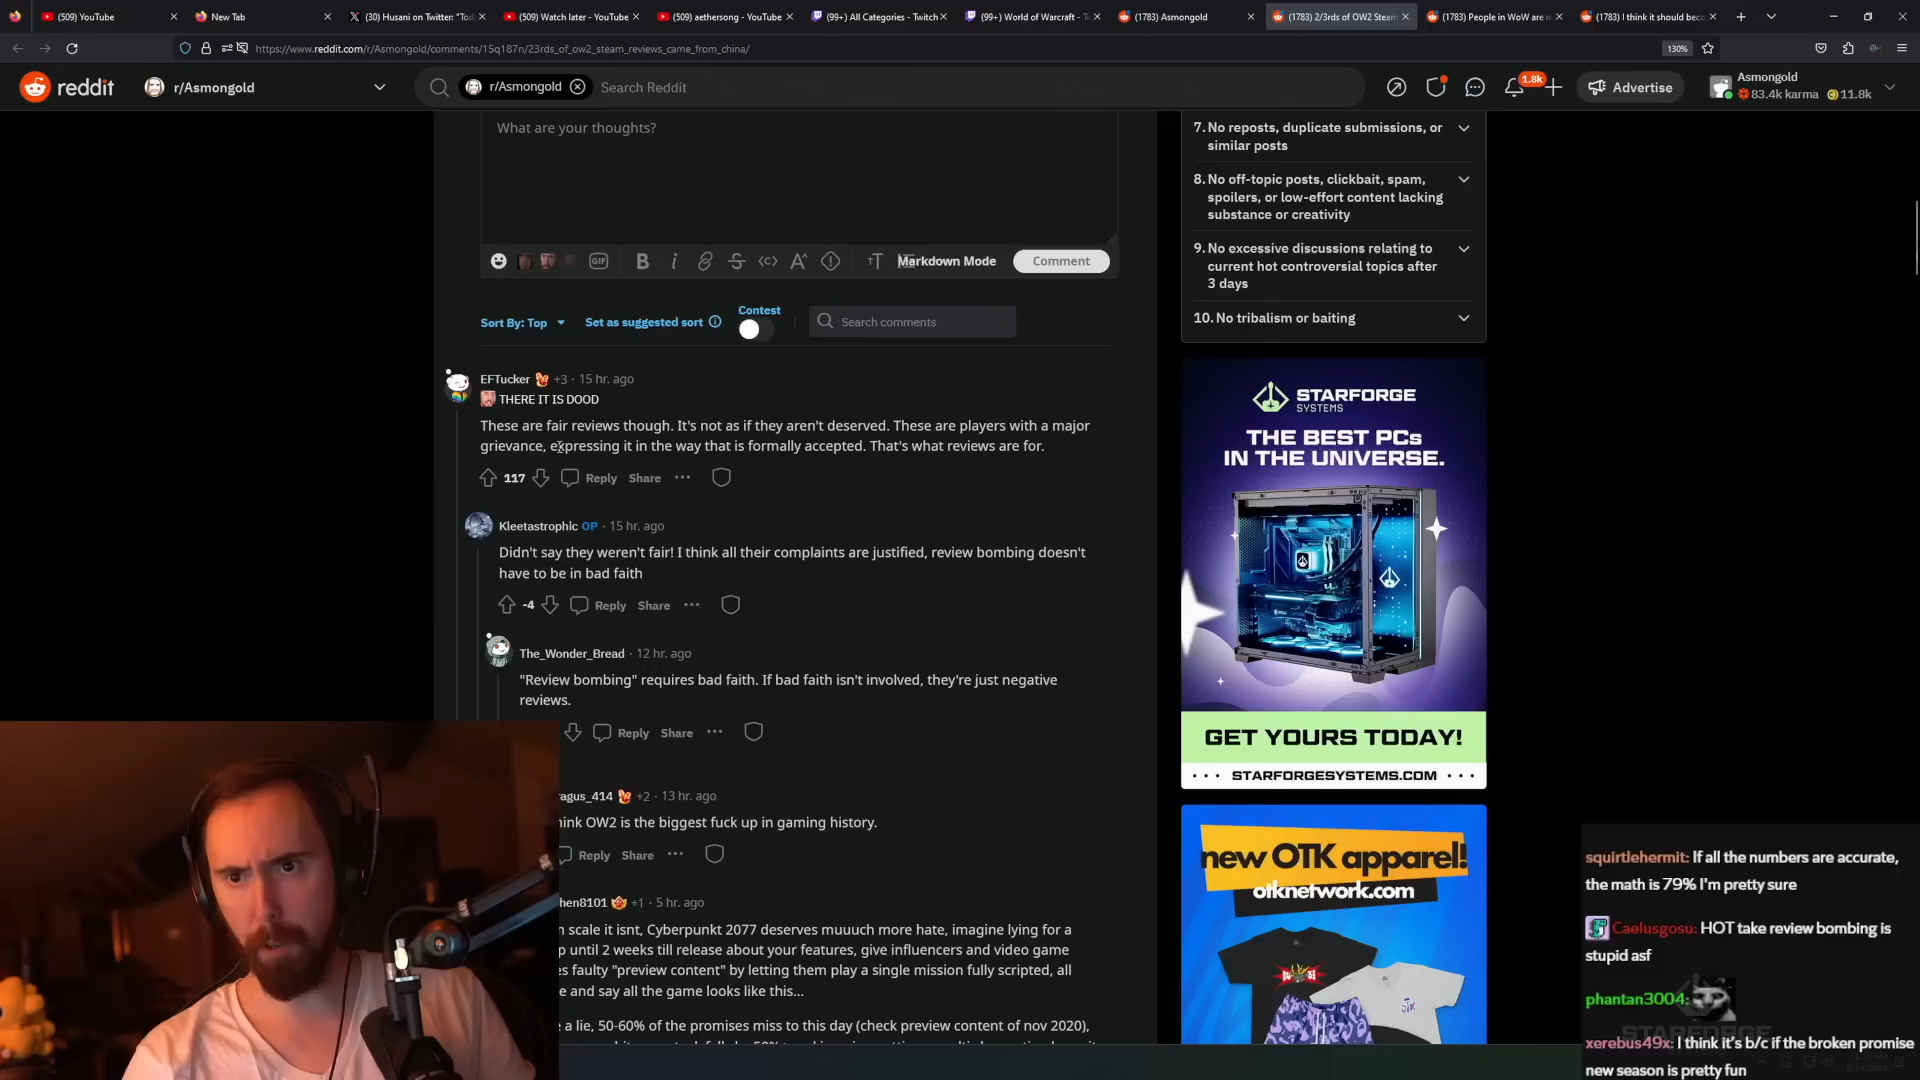 (509) YouTube
New Tab
(30) Husani on Twitter: "Tod
(509) Watch later - YouTube
(509) aethersong - YouTube
(99+) All Categories - Twitch
(99+) World of Warcraft - Tw
(1783) Asmongold
(1783) 2/3rds of OW2 Steam
(1783) People in WoW are n
(1783) I think it should beco
https://www.reddit.com/r/Asmongold/comments/15q187n/23rds_of_ow2_steam_reviews_came_from_china/
130%
reddit
r/Asmongold
r/Asmongold
Search Reddit
1.8k
Advertise
Asmongold
83.4k karma
11.8k
What are your thoughts?
GIF
B
i
Markdown Mode
Comment
Sort By: Top
Set as suggested sort
Contest
Search comments
EFTucker +3 · 15 hr. ago
THERE IT IS DOOD
These are fair reviews though. It's not as if they aren't deserved. These are players with a major
grievance, expressing it in the way that is formally accepted. That's what reviews are for.
117
Reply
Share
Kleetastrophic OP · 15 hr. ago
Didn't say they weren't fair! I think all their complaints are justified, review bombing doesn't
have to be in bad faith
-4
Reply
Share
The_Wonder_Bread · 12 hr. ago
"Review bombing" requires bad faith. If bad faith isn't involved, they're just negative
reviews.
Reply
Share
ragus_414 +2 · 13 hr. ago
hink OW2 is the biggest fuck up in gaming history.
Reply
Share
hen8101 +1 · 5 hr. ago
n scale it isnt, Cyberpunkt 2077 deserves muuuch more hate, imagine lying for a
p until 2 weeks till release about your features, give influencers and video game
es faulty "preview content" by letting them play a single mission fully scripted, all
e and say all the game looks like this...
e a lie, 50-60% of the promises miss to this day (check preview content of nov 2020),
7. No reposts, duplicate submissions, or
similar posts
8. No off-topic posts, clickbait, spam,
spoilers, or low-effort content lacking
substance or creativity
9. No excessive discussions relating to
current hot controversial topics after
3 days
10. No tribalism or baiting
STARFORGE
SYSTEMS
THE BEST PCs
IN THE UNIVERSE.
GET YOURS TODAY!
STARFORGESYSTEMS.COM
new OTK apparel!
otknetwork.com
squirtlehermit: If all the numbers are accurate,
the math is 79% I'm pretty sure
Caelusgosu: HOT take review bombing is
stupid asf
phantan3004:
STARFORGE
xerebus49x: I think it's b/c if the broken promise
new season is pretty fun